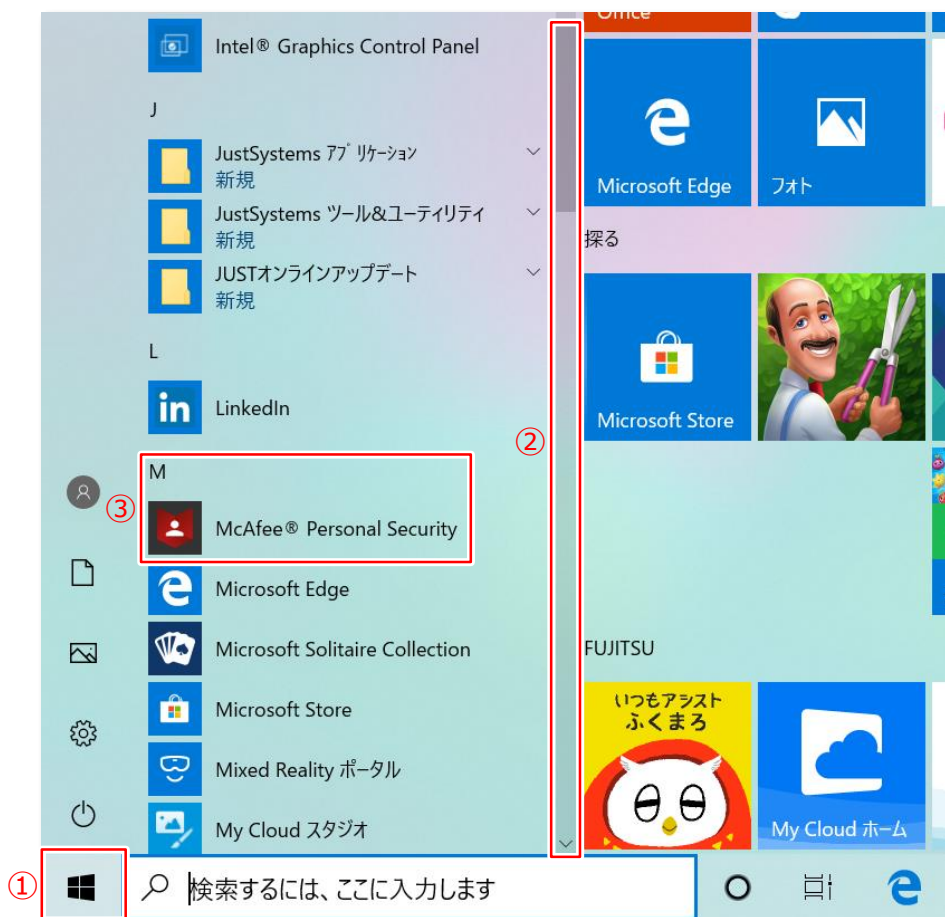 Intel® Graphics Control Panel
J
JustSystems アプリケーション
新規
JustSystems ツール&ユーティリティ
新規
JUSTオンラインアップデート
新規
L
in
LinkedIn
M
McAfee® Personal Security
Microsoft Edge
Microsoft Solitaire Collection
Microsoft Store
Mixed Reality ポータル
My Cloud スタジオ
①
②
③
Office
Microsoft Edge
フォト
探る
Microsoft Store
FUJITSU
いつもアシスト
ふくまろ
My Cloud ホーム
検索するには、ここに入力します